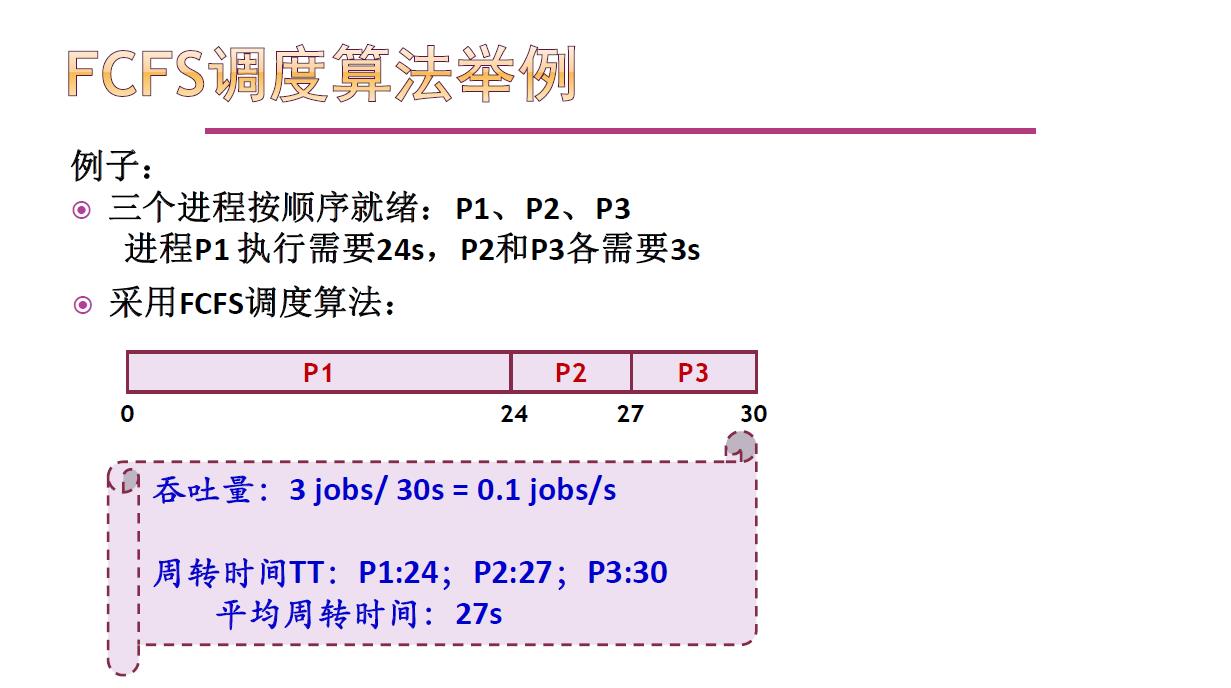 FCFS调度算法举例
例子：
三个进程按顺序就绪：P1、P2、P3
进程P1 执行需要24s，P2和P3各需要3s
采用FCFS调度算法：
P1 P2 P3
0 24 27 30
吞吐量：3 jobs/ 30s = 0.1 jobs/s
周转时间TT：P1:24；P2:27；P3:30
平均周转时间：27s